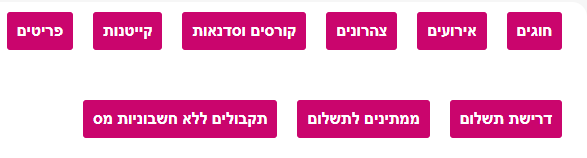 חוגים אירועים צהרונים קורסים וסדנאות קייטנות פריטים
דרישת תשלום ממתינים לתשלום תקבולים ללא חשבוניות מס